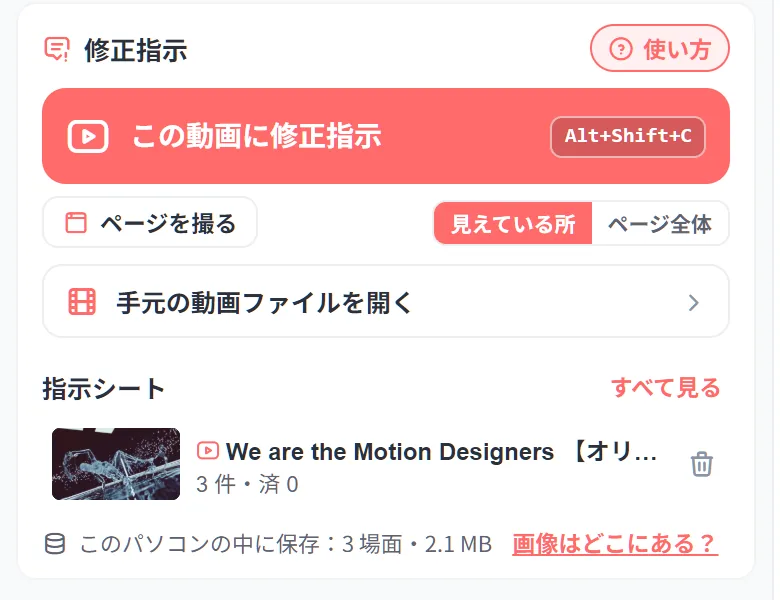 修正指示
使い方
この動画に修正指示
Alt+Shift+C
ページを撮る
見えている所
ページ全体
手元の動画ファイルを開く
指示シート
すべて見る
We are the Motion Designers 【オリ...
3 件・済 0
このパソコンの中に保存：3 場面・2.1 MB
画像はどこにある？